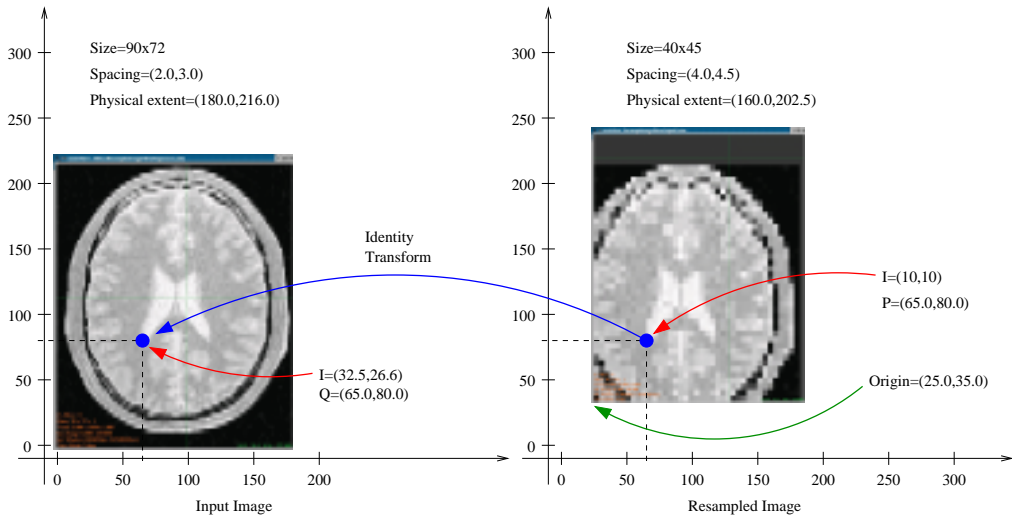 Size=90x72
Spacing=(2.0,3.0)
Physical extent=(180.0,216.0)
300
250
200
150
100
50
0
0
50
100
150
200
Input Image
Identity
Transform
I=(32.5,26.6)
Q=(65.0,80.0)
Size=40x45
Spacing=(4.0,4.5)
Physical extent=(160.0,202.5)
300
250
200
150
100
50
0
0
50
100
150
200
250
300
Resampled Image
I=(10,10)
P=(65.0,80.0)
Origin=(25.0,35.0)